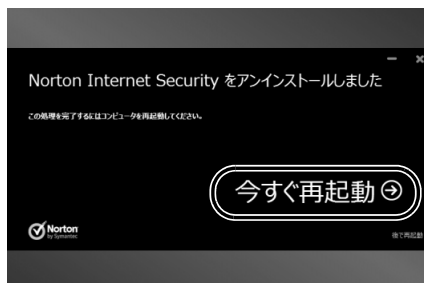 Norton Internet Security をアンインストールしました
この処理を完了するにはコンピュータを再起動してください。
今すぐ再起動
Norton
by Symantec
後で再起動